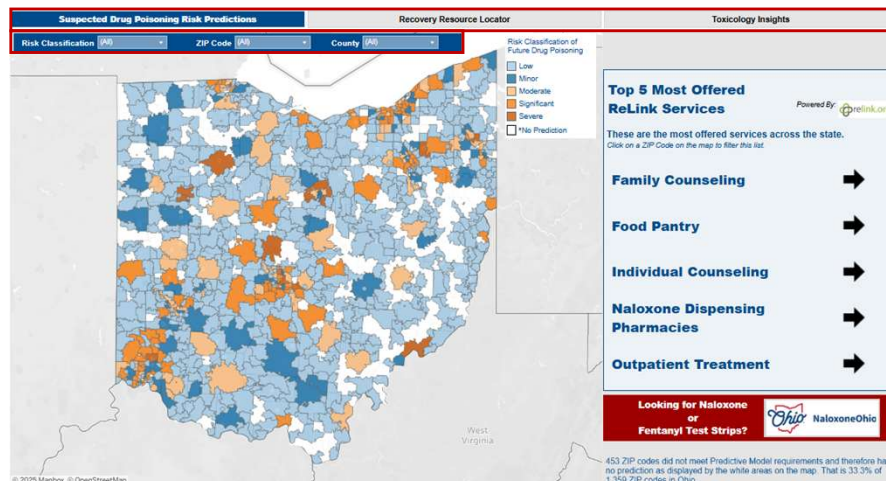 Suspected Drug Poisoning Risk Predictions
Recovery Resource Locator
Toxicology Insights
Risk Classification (All)
ZIP Code (All)
County (All)
Risk Classification of
Future Drug Poisoning
Low
Minor
Moderate
Significant
Severe
*No Prediction
Top 5 Most Offered
ReLink Services
Powered By:
relink.or
These are the most offered services across the state.
Click on a ZIP Code on the map to filter this list.
Family Counseling
Food Pantry
Individual Counseling
Naloxone Dispensing
Pharmacies
Outpatient Treatment
Looking for Naloxone
or
Fentanyl Test Strips?
Ohio
NaloxoneOhio
West
Virginia
453 ZIP codes did not meet Predictive Model requirements and therefore ha
no prediction as displayed by the white areas on the map. That is 33.3% of
1,359 ZIP codes in Ohio.
© 2025 Mapbox © OpenStreetMap